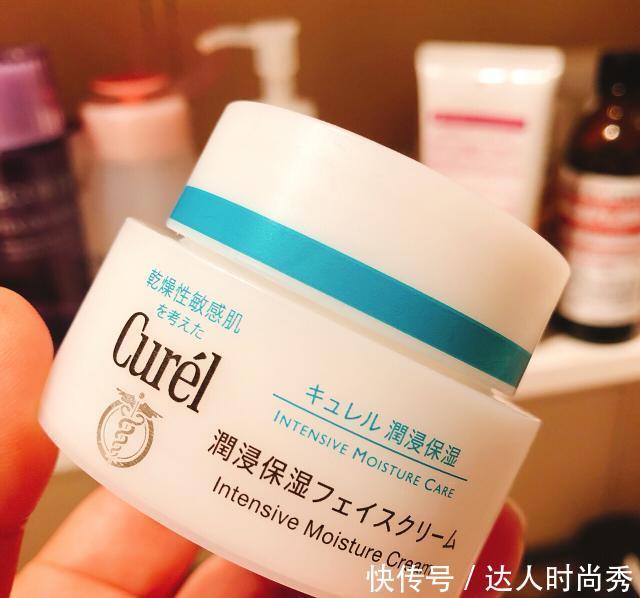 乾燥性敏感肌
を考えた
Curél
キュレル 潤浸保湿
INTENSIVE MOISTURE CARE
潤浸保湿フェイスクリーム
Intensive Moisture Cream
快传号 / 达人时尚秀